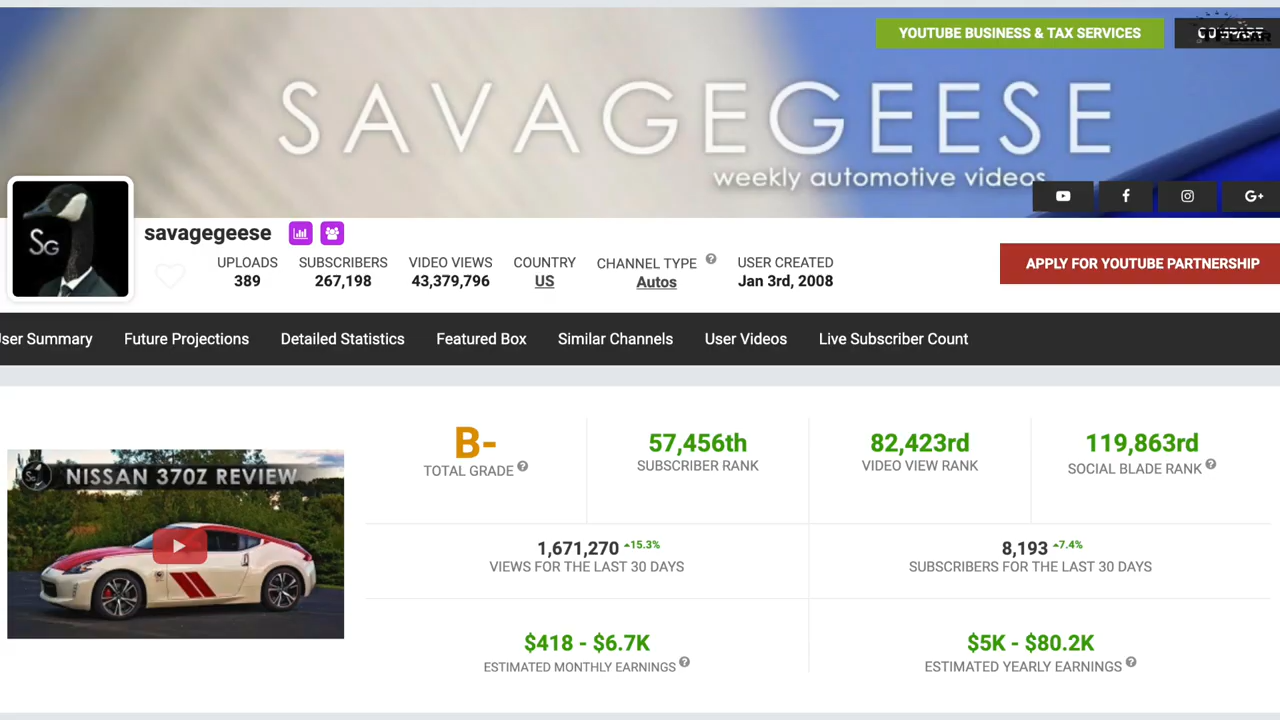 YOUTUBE BUSINESS & TAX SERVICES
COMPARE
SAVAGEGEESE
weekly automotive videos
SG
savagegeese
UPLOADS
389
SUBSCRIBERS
267,198
VIDEO VIEWS
43,379,796
COUNTRY
US
CHANNEL TYPE
Autos
USER CREATED
Jan 3rd, 2008
APPLY FOR YOUTUBE PARTNERSHIP
User Summary Future Projections Detailed Statistics Featured Box Similar Channels User Videos Live Subscriber Count
NISSAN 370Z REVIEW
B-
TOTAL GRADE
57,456th
SUBSCRIBER RANK
82,423rd
VIDEO VIEW RANK
119,863rd
SOCIAL BLADE RANK
1,671,270 15.3%
VIEWS FOR THE LAST 30 DAYS
8,193 7.4%
SUBSCRIBERS FOR THE LAST 30 DAYS
$418 - $6.7K
ESTIMATED MONTHLY EARNINGS
$5K - $80.2K
ESTIMATED YEARLY EARNINGS